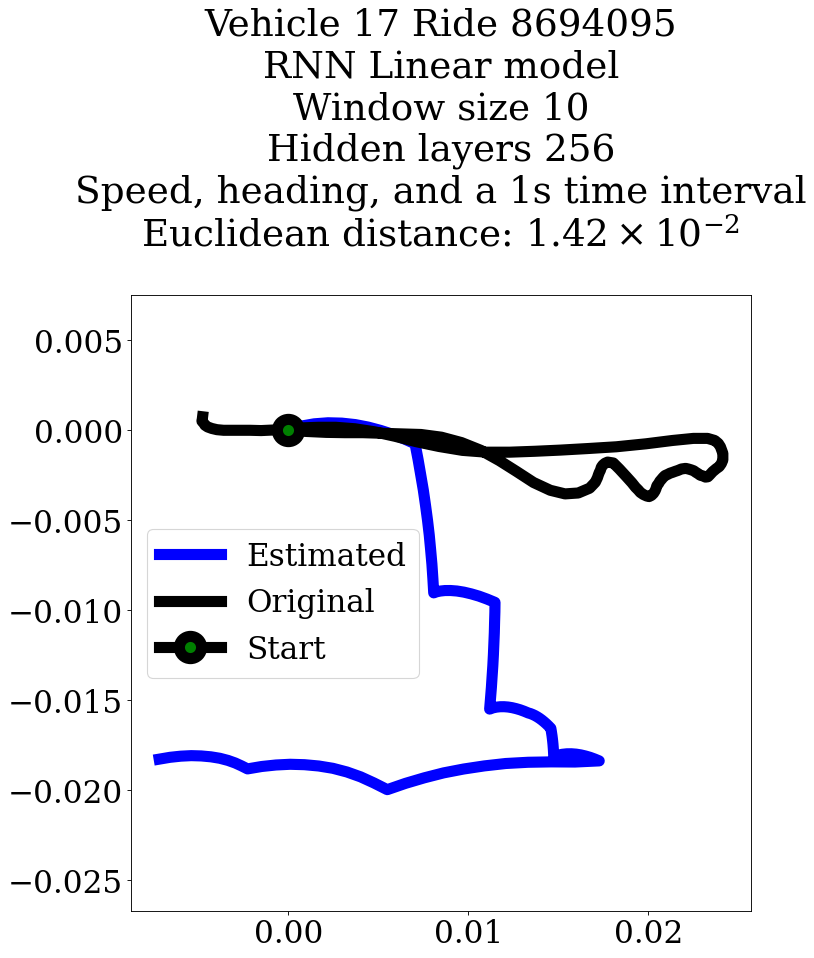 Vehicle 17 Ride 8694095
RNN Linear model
Window size 10
Hidden layers 256
Speed, heading, and a 1s time interval
Euclidean distance: 1.42 × 10⁻²
0.005
0.000
−0.005
−0.010
−0.015
−0.020
−0.025
Estimated
Original
Start
0.00 0.01 0.02